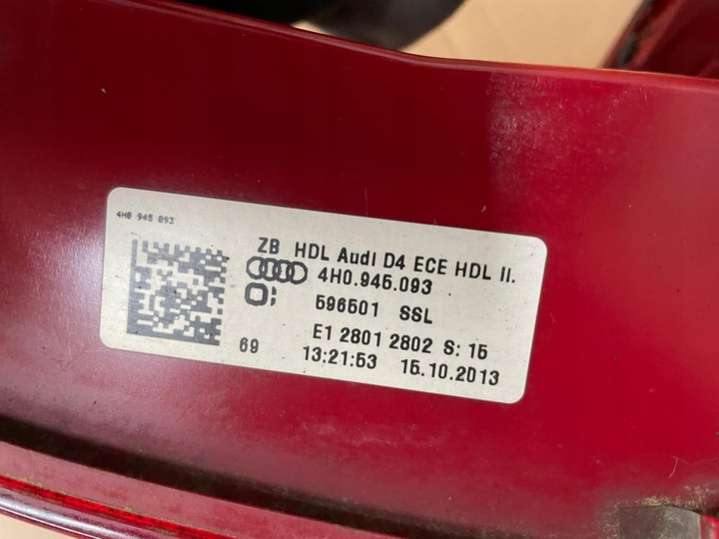 4H0 945 093
ZB HDL Audi D4 ECE HDL II.
4H0.945.093
596501 SSL
E1 2801 2802 S: 15
69 13:21:53 15.10.2013